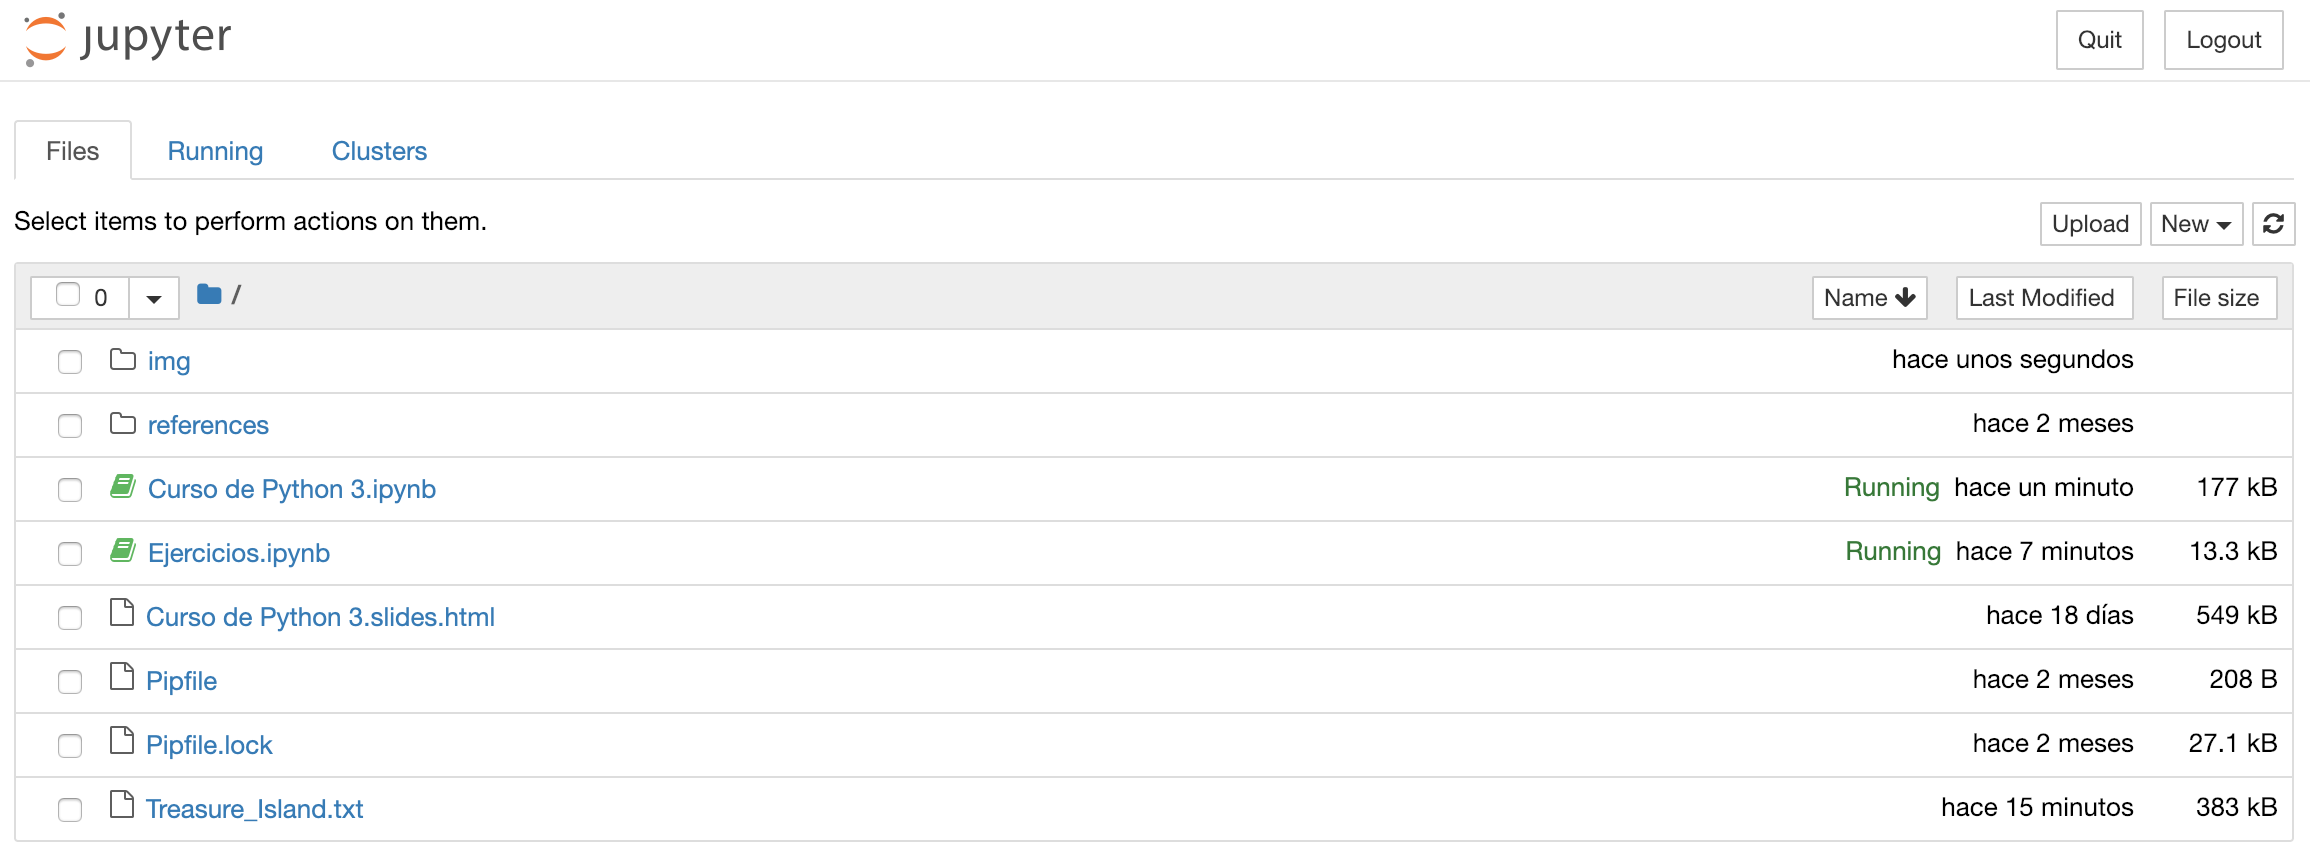 jupyter Quit Logout
Files Running Clusters
Select items to perform actions on them. Upload New
0 / Name Last Modified File size
img hace unos segundos
references hace 2 meses
Curso de Python 3.ipynb Running hace un minuto 177 kB
Ejercicios.ipynb Running hace 7 minutos 13.3 kB
Curso de Python 3.slides.html hace 18 días 549 kB
Pipfile hace 2 meses 208 B
Pipfile.lock hace 2 meses 27.1 kB
Treasure_Island.txt hace 15 minutos 383 kB